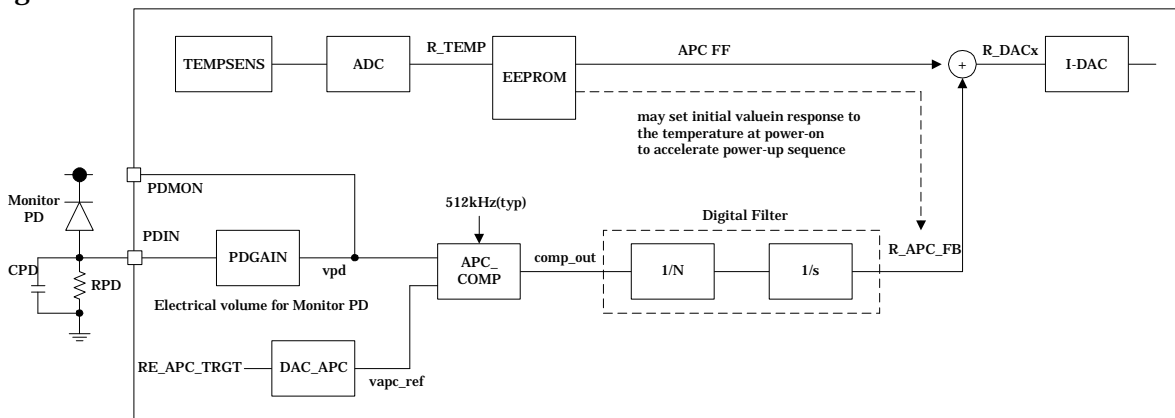 TEMPSENS
ADC
R_TEMP
EEPROM
APC FF
+
R_DACx
I-DAC
may set initial valuein response to
the temperature at power-on
to accelerate power-up sequence
Monitor
PD
PDMON
PDIN
CPD
RPD
PDGAIN
vpd
Electrical volume for Monitor PD
512kHz(typ)
APC_
COMP
comp_out
Digital Filter
1/N
1/s
R_APC_FB
RE_APC_TRGT
DAC_APC
vapc_ref